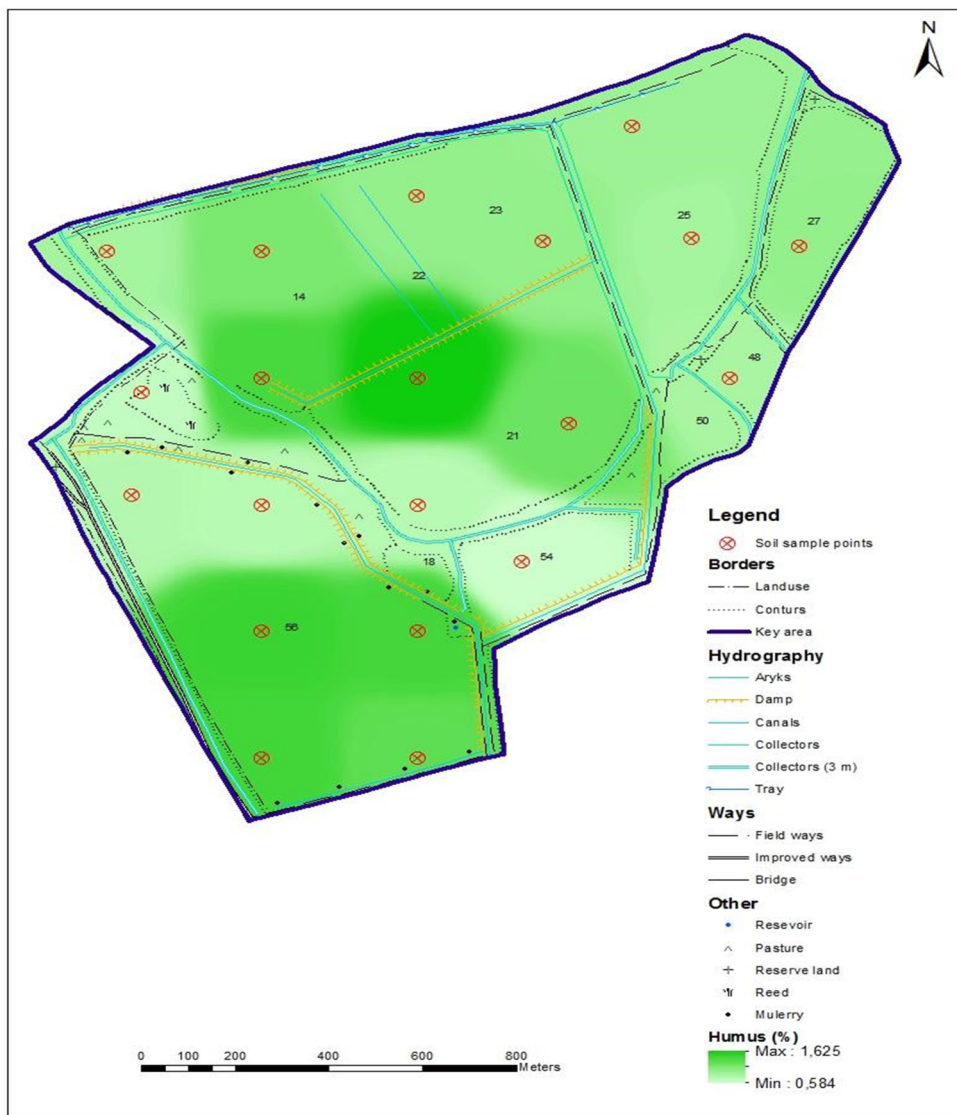 N
23
25
27
22
14
48
50
21
54
18
56
Legend
Soil sample points
Borders
Landuse
Conturs
Key area
Hydrography
Aryks
Damp
Canals
Collectors
Collectors (3 m)
Tray
Ways
Field ways
Improved ways
Bridge
Other
Resevoir
Pasture
Reserve land
Reed
Mulerry
Humus (%)
Max : 1,625
Min : 0,584
0 100 200 400 600 800
Meters